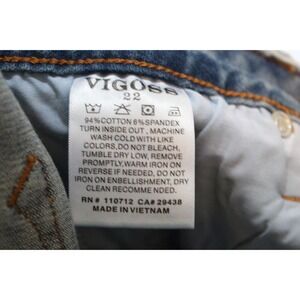 VIGOSS
22
94%COTTON 6%SPANDEX
TURN INSIDE OUT, MACHINE
WASH COLD WITH LIKE
COLORS, DO NOT BLEACH,
TUMBLE DRY LOW, REMOVE
PROMPTLY, WARM IRON ON
REVERSE IF NEEDED, DO NOT
IRON ON EMBELLISHMENT, DRY
CLEAN RECOMMENDED.
RN# 110712 CA# 29438
MADE IN VIETNAM